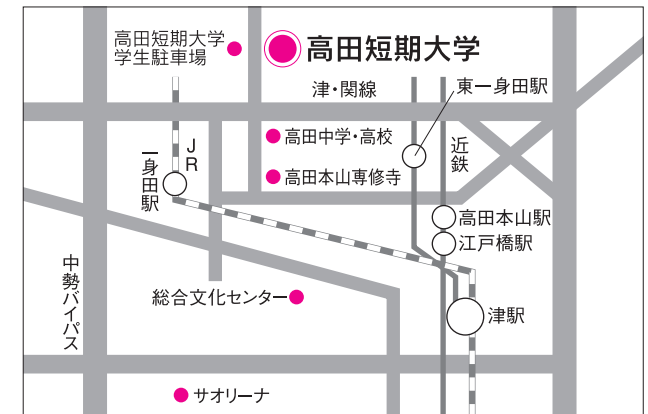 高田短期大学
学生駐車場
高田短期大学
津・関線
東一身田駅
高田中学・高校
近鉄
JR
一身田駅
高田本山専修寺
高田本山駅
江戸橋駅
中勢バイパス
総合文化センター
津駅
サオリーナ